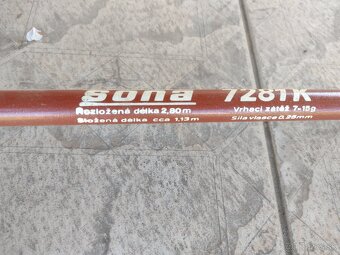 sona 7281K
Rozložená délka 2,80m
Složená délka cca 1,13m
Vrhací zátěž 7-15g
Síla vlasce 0,25mm